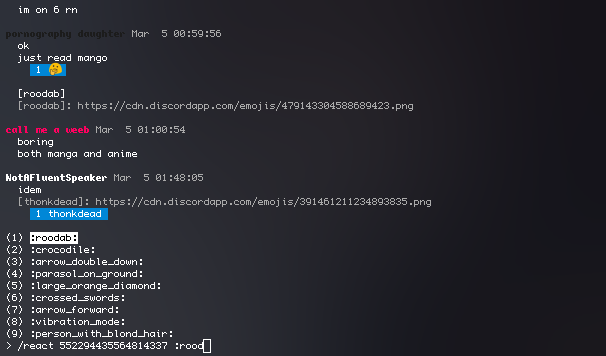 im on 6 rn
pornography daughter Mar  5 00:59:56
ok
just read mango
1 🤔
[roodab]
[roodab]: https://cdn.discordapp.com/emojis/479143304588689423.png
call me a weeb Mar  5 01:00:54
boring
both manga and anime
NotAFluentSpeaker Mar  5 01:48:05
idem
[thonkdead]: https://cdn.discordapp.com/emojis/391461211234893835.png
1 thonkdead
(1) :roodab:
(2) :crocodile:
(3) :arrow_double_down:
(4) :parasol_on_ground:
(5) :large_orange_diamond:
(6) :crossed_swords:
(7) :arrow_forward:
(8) :vibration_mode:
(9) :person_with_blond_hair:
> /react 552294435564814337 :rood